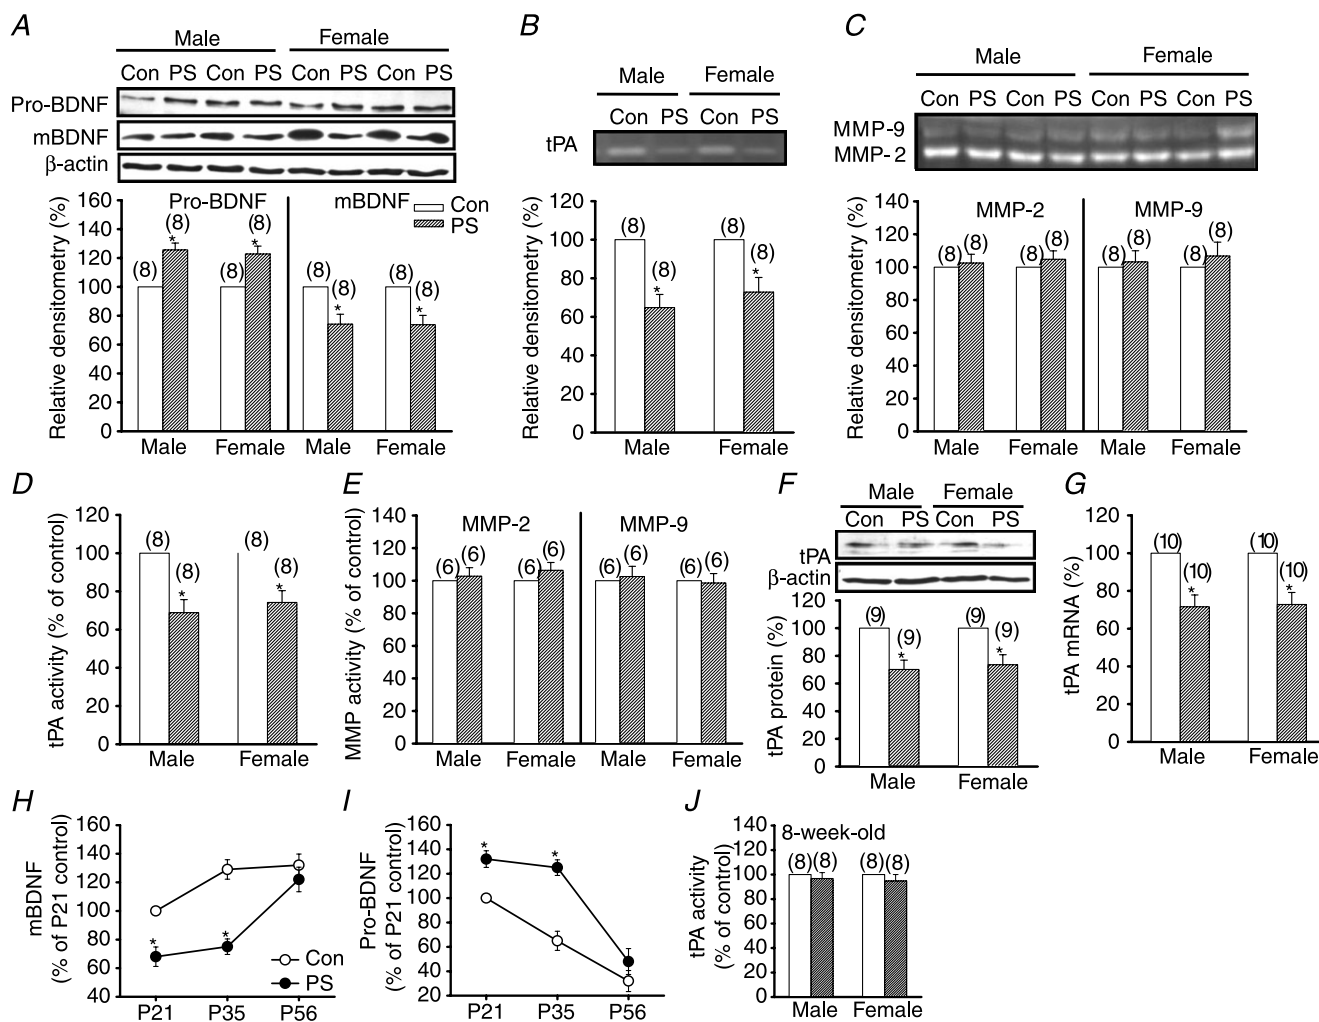 A
Male Female
Con PS Con PS Con PS Con PS
Pro-BDNF
mBDNF
β-actin
Relative densitometry (%)
160
140
120
100
80
60
40
20
0
Pro-BDNF mBDNF
Con
PS
(8) (8) (8) (8) (8) (8) (8) (8)
* * * *
Male Female Male Female
B
Male Female
Con PS Con PS
tPA
Relative densitometry (%)
120
100
80
60
40
20
0
(8) (8) (8) (8)
* *
Male Female
C
Male Female
Con PS Con PS Con PS Con PS
MMP-9
MMP-2
Relative densitometry (%)
140
120
100
80
60
40
20
0
MMP-2 MMP-9
(8) (8) (8) (8) (8) (8) (8) (8)
Male Female Male Female
D
tPA activity (% of control)
120
100
80
60
40
20
0
(8) (8) (8) (8)
* *
Male Female
E
MMP activity (% of control)
140
120
100
80
60
40
20
0
MMP-2 MMP-9
(6) (6) (6) (6) (6) (6) (6) (6)
Male Female Male Female
F
Male Female
Con PS Con PS
tPA
β-actin
tPA protein (%)
120
100
80
60
40
20
0
(9) (9) (9) (9)
* *
Male Female
G
tPA mRNA (%)
120
100
80
60
40
20
0
(10) (10) (10) (10)
* *
Male Female
H
mBDNF
(% of P21 control)
160
140
120
100
80
60
40
* *
Con
PS
P21 P35 P56
I
Pro-BDNF
(% of P21 control)
160
140
120
100
80
60
40
20
* *
P21 P35 P56
J
8-week-old
tPA activity
(% of control)
140
120
100
80
60
40
20
0
(8) (8) (8) (8)
Male Female